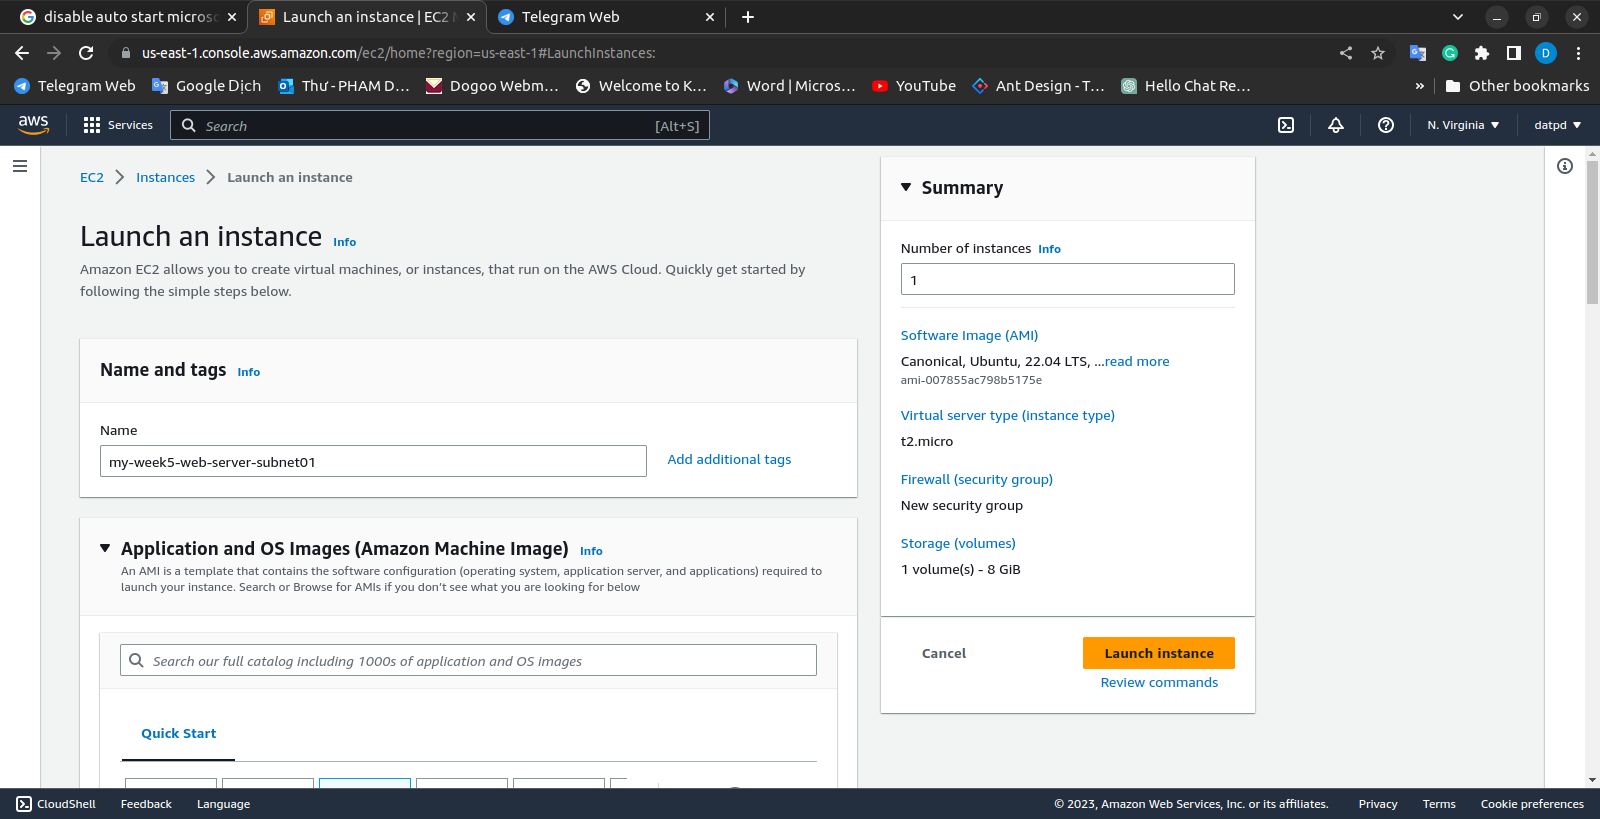 disable auto start micros
Launch an instance | EC2 M
Telegram Web
us-east-1.console.aws.amazon.com/ec2/home?region=us-east-1#LaunchInstances:
D
Telegram Web
Google Dịch
Thư - PHAM D...
Dogoo Webm...
Welcome to K...
Word | Micros...
YouTube
Ant Design - T...
Hello Chat Re...
»
Other bookmarks
aws
Services
Search
[Alt+S]
N. Virginia
datpd
EC2
Instances
Launch an instance
Launch an instance Info
Amazon EC2 allows you to create virtual machines, or instances, that run on the AWS Cloud. Quickly get started by
following the simple steps below.
Name and tags Info
Name
my-week5-web-server-subnet01
Add additional tags
Application and OS Images (Amazon Machine Image) Info
An AMI is a template that contains the software configuration (operating system, application server, and applications) required to
launch your instance. Search or Browse for AMIs if you don’t see what you are looking for below
Search our full catalog including 1000s of application and OS images
Quick Start
Summary
Number of instances Info
1
Software Image (AMI)
Canonical, Ubuntu, 22.04 LTS, ...read more
ami-007855ac798b5175e
Virtual server type (instance type)
t2.micro
Firewall (security group)
New security group
Storage (volumes)
1 volume(s) - 8 GiB
Cancel
Launch instance
Review commands
CloudShell
Feedback
Language
© 2023, Amazon Web Services, Inc. or its affiliates.
Privacy
Terms
Cookie preferences